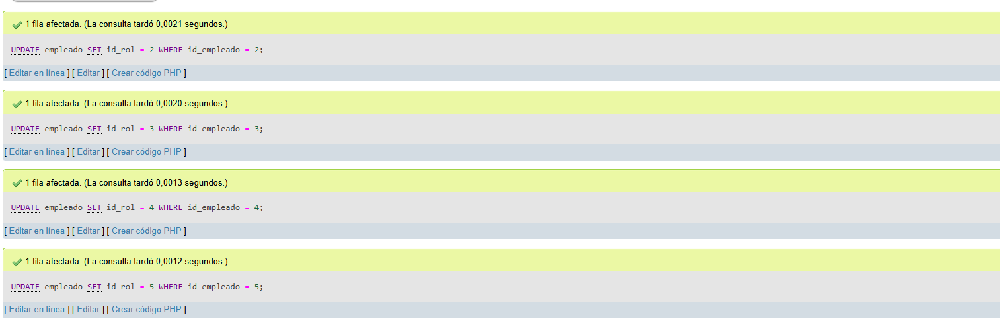 1 fila afectada. (La consulta tardó 0,0021 segundos.)
UPDATE empleado SET id_rol = 2 WHERE id_empleado = 2;
[ Editar en línea ] [ Editar ] [ Crear código PHP ]
1 fila afectada. (La consulta tardó 0,0020 segundos.)
UPDATE empleado SET id_rol = 3 WHERE id_empleado = 3;
[ Editar en línea ] [ Editar ] [ Crear código PHP ]
1 fila afectada. (La consulta tardó 0,0013 segundos.)
UPDATE empleado SET id_rol = 4 WHERE id_empleado = 4;
[ Editar en línea ] [ Editar ] [ Crear código PHP ]
1 fila afectada. (La consulta tardó 0,0012 segundos.)
UPDATE empleado SET id_rol = 5 WHERE id_empleado = 5;
[ Editar en línea ] [ Editar ] [ Crear código PHP ]